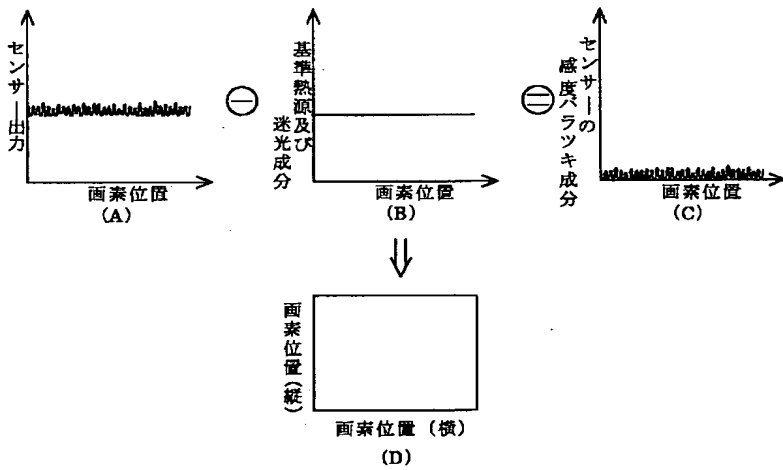 センサー出力
画素位置
(A)
基準熱源及び
迷光成分
画素位置
(B)
センサーの
感度バラツキ成分
画素位置
(C)
画素位置(縦)
画素位置(横)
(D)